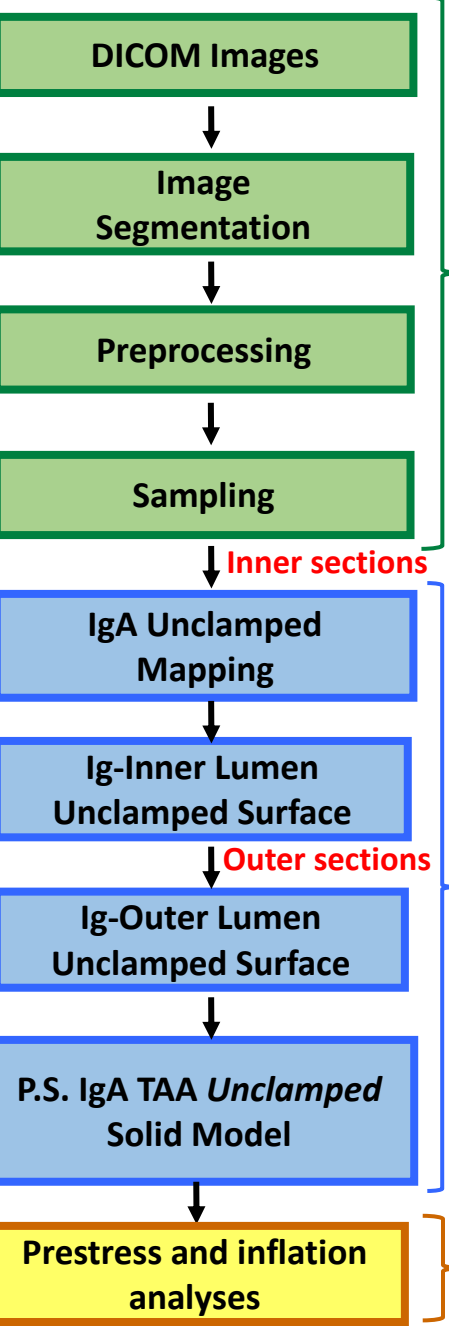 DICOM Images
Image
Segmentation
Preprocessing
Sampling
Inner sections
IgA Unclamped
Mapping
Ig-Inner Lumen
Unclamped Surface
Outer sections
Ig-Outer Lumen
Unclamped Surface
P.S. IgA TAA Unclamped
Solid Model
Prestress and inflation
analyses